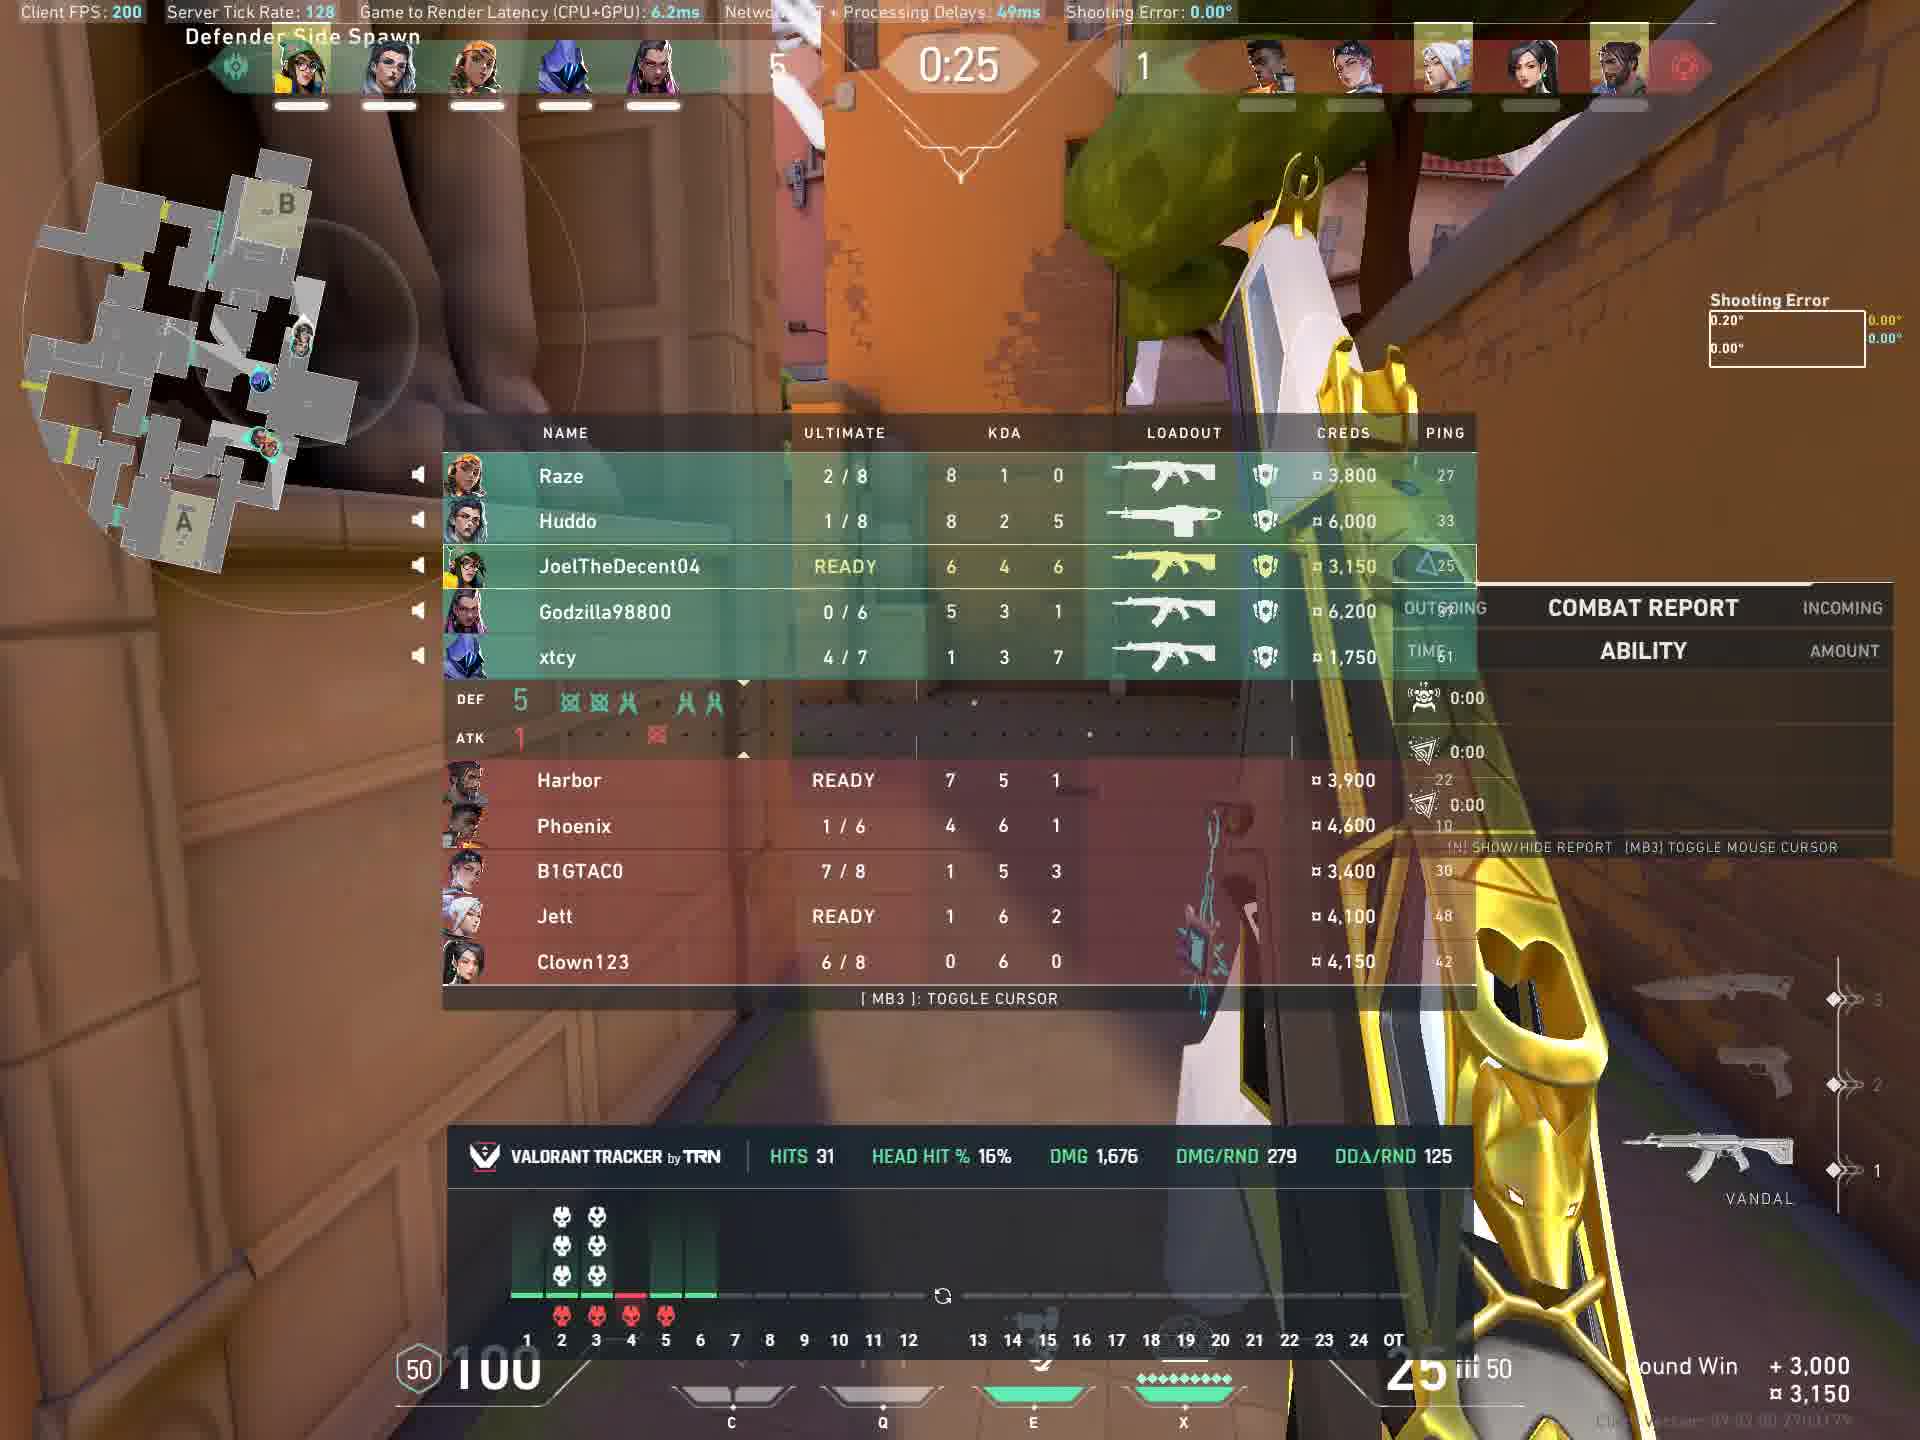 Client FPS: 200 Server Tick Rate: 128 Game to Render Latency (CPU+GPU): 6.2ms + Processing Delays: 49ms Shooting Error: 0.00°
Defender Side Spawn
5 0:25 1
B
A
Shooting Error
0.20° 0.00°
0.00° 0.00°
NAME ULTIMATE KDA LOADOUT CREDS PING
Raze 2 / 8 8 1 0 ¤ 3,800 27
Huddo 1 / 8 8 2 5 ¤ 6,000 33
JoelTheDecent04 READY 6 4 6 ¤ 3,150 25
Godzilla98800 0 / 6 5 3 1 ¤ 6,200
xtcy 4 / 7 1 3 7 ¤ 1,750 61
DEF 5
ATK 1
Harbor READY 7 5 1 ¤ 3,900 22
Phoenix 1 / 6 4 6 1 ¤ 4,600 10
B1GTAC0 7 / 8 1 5 3 ¤ 3,400 30
Jett READY 1 6 2 ¤ 4,100 48
Clown123 6 / 8 0 6 0 ¤ 4,150 42
[ MB3 ]: TOGGLE CURSOR
OUTGOING COMBAT REPORT INCOMING
TIME ABILITY AMOUNT
0:00
0:00
0:00
[N] SHOW/HIDE REPORT [MB3] TOGGLE MOUSE CURSOR
3
2
1
VANDAL
VALORANT TRACKER by TRN HITS 31 HEAD HIT % 16% DMG 1,676 DMG/RND 279 DDΔ/RND 125
1 2 3 4 5 6 7 8 9 10 11 12 13 14 15 16 17 18 19 20 21 22 23 24 OT
50 100 25 50
C Q E X
Round Win + 3,000
¤ 3,150